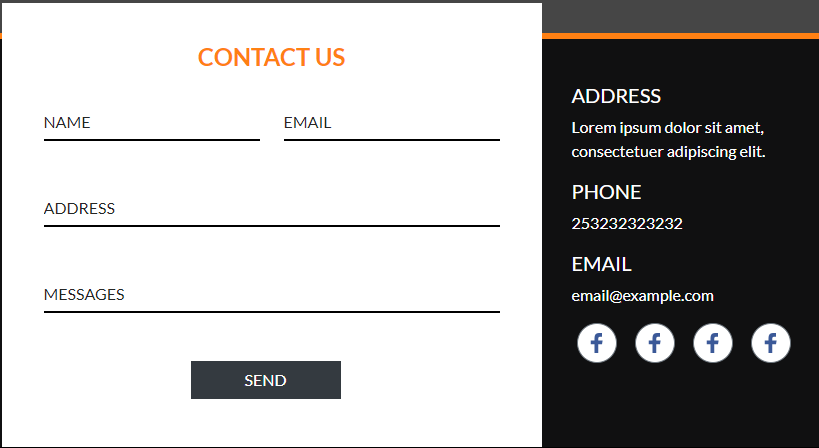 CONTACT US
NAME
EMAIL
ADDRESS
MESSAGES
SEND
ADDRESS
Lorem ipsum dolor sit amet,
consectetuer adipiscing elit.
PHONE
253232323232
EMAIL
email@example.com